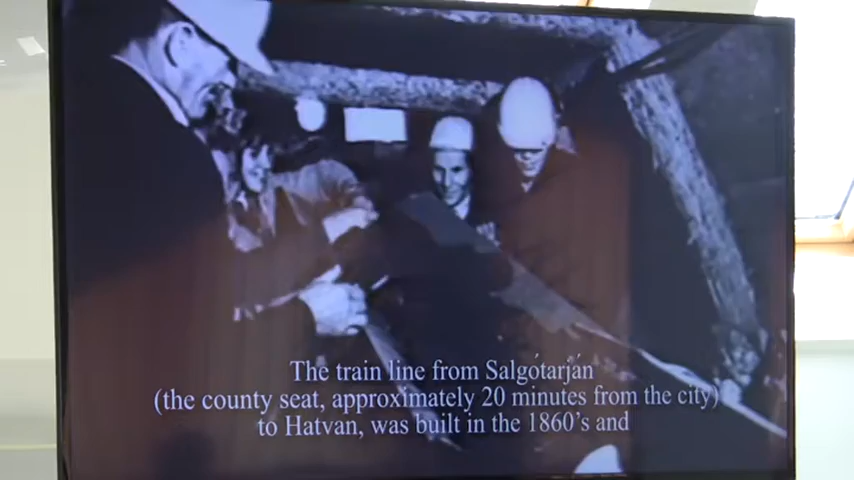 The train line from Salgótarján
(the county seat, approximately 20 minutes from the city)
to Hatvan, was built in the 1860's and